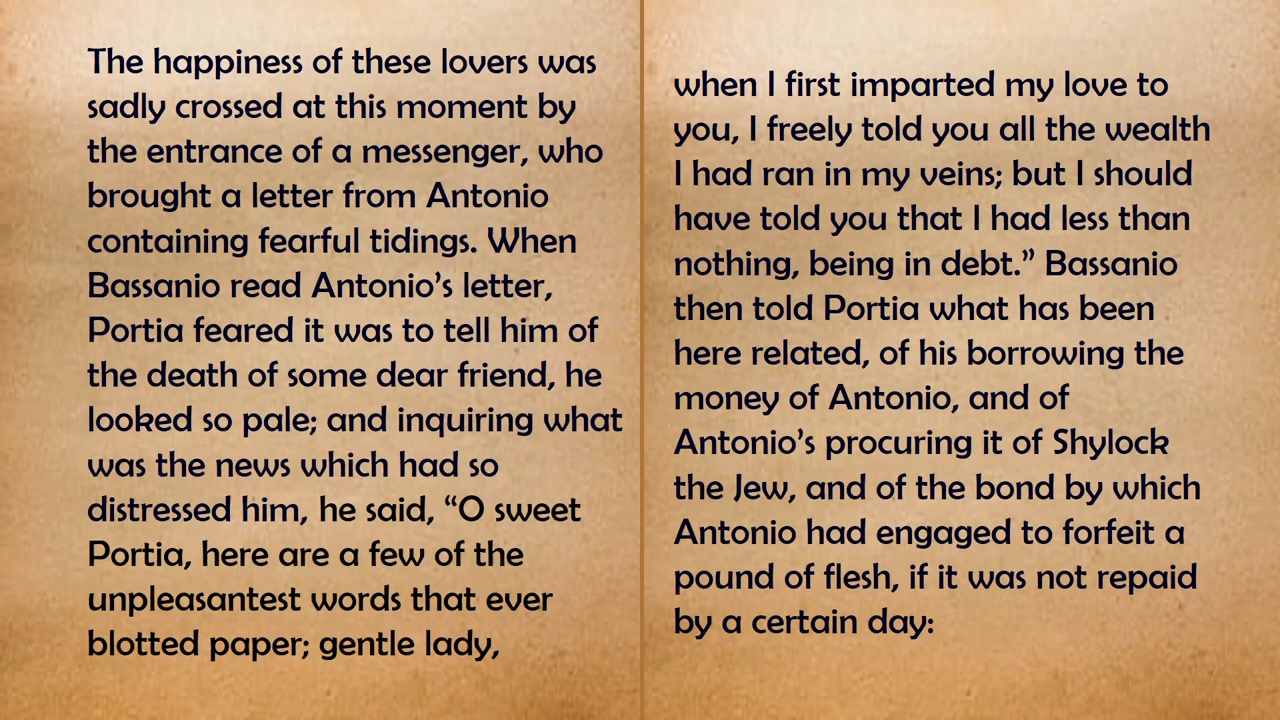 The happiness of these lovers was
sadly crossed at this moment by
the entrance of a messenger, who
brought a letter from Antonio
containing fearful tidings. When
Bassanio read Antonio’s letter,
Portia feared it was to tell him of
the death of some dear friend, he
looked so pale; and inquiring what
was the news which had so
distressed him, he said, “O sweet
Portia, here are a few of the
unpleasantest words that ever
blotted paper; gentle lady,
when I first imparted my love to
you, I freely told you all the wealth
I had ran in my veins; but I should
have told you that I had less than
nothing, being in debt.” Bassanio
then told Portia what has been
here related, of his borrowing the
money of Antonio, and of
Antonio’s procuring it of Shylock
the Jew, and of the bond by which
Antonio had engaged to forfeit a
pound of flesh, if it was not repaid
by a certain day: